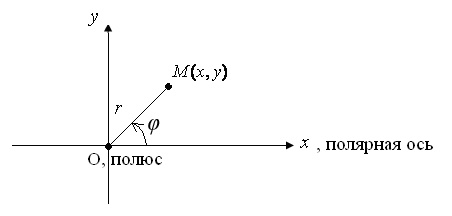 y
M(x, y)
r
φ
x , полярная ось
O, полюс